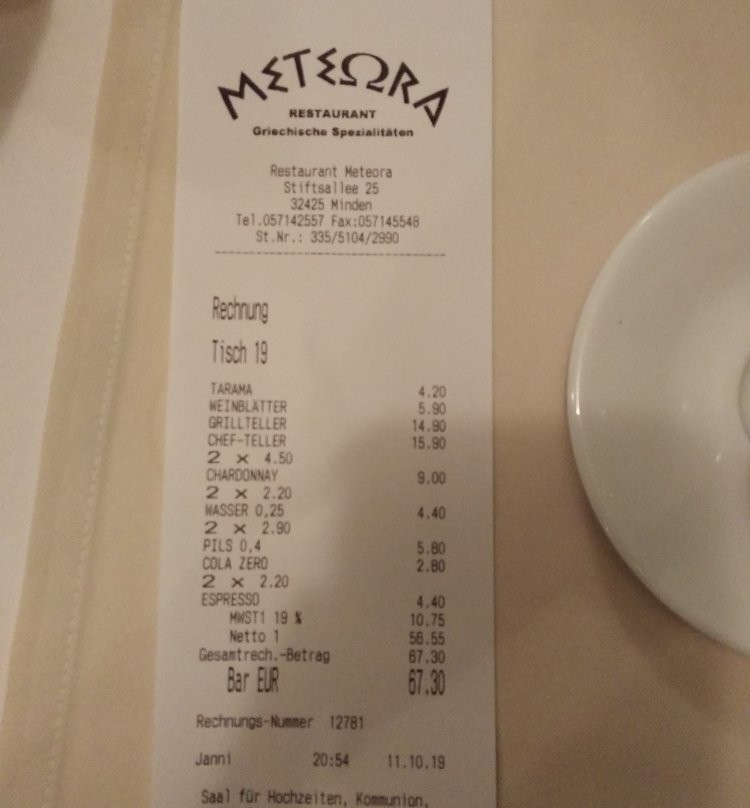 METEΩRA
RESTAURANT
Griechische Spezialitäten
Restaurant Meteora
Stiftsallee 25
32425 Minden
Tel.057142557 Fax:057145548
St.Nr.: 335/5104/2990
Rechnung
Tisch 19
TARAMA 4.20
WEINBLÄTTER 5.90
GRILLTELLER 14.90
CHEF-TELLER 15.90
2 x 4.50
CHARDONNAY 9.00
2 x 2.20
WASSER 0,25 4.40
2 x 2.90
PILS 0,4 5.80
COLA ZERO 2.80
2 x 2.20
ESPRESSO 4.40
MWST1 19 % 10.75
Netto 1 56.55
Gesamtrech.-Betrag 67.30
Bar EUR 67.30
Rechnungs-Nummer 12781
Janni 20:54 11.10.19
Saal für Hochzeiten, Kommunion,